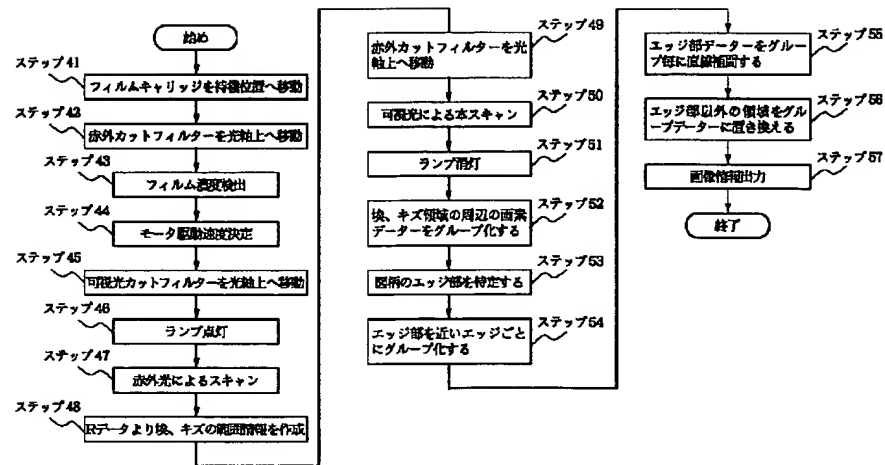 始め
ステップ41
フィルムキャリッジを待機位置へ移動
ステップ42
赤外カットフィルターを光軸上へ移動
ステップ43
フィルム濃度検出
ステップ44
モータ駆動速度決定
ステップ45
可視光カットフィルターを光軸上へ移動
ステップ46
ランプ点灯
ステップ47
赤外光によるスキャン
ステップ48
Rデータより埃、キズの範囲情報を作成
ステップ49
赤外カットフィルターを光
軸上へ移動
ステップ50
可視光による本スキャン
ステップ51
ランプ消灯
ステップ52
埃、キズ領域の周辺の画素
データーをグループ化する
ステップ53
図柄のエッジ部を特定する
ステップ54
エッジ部を近いエッジごと
にグループ化する
ステップ55
エッジ部データーをグループ
毎に直線補間する
ステップ56
エッジ部以外の領域をグル
ープデーターに置き換える
ステップ57
画像情報出力
終了